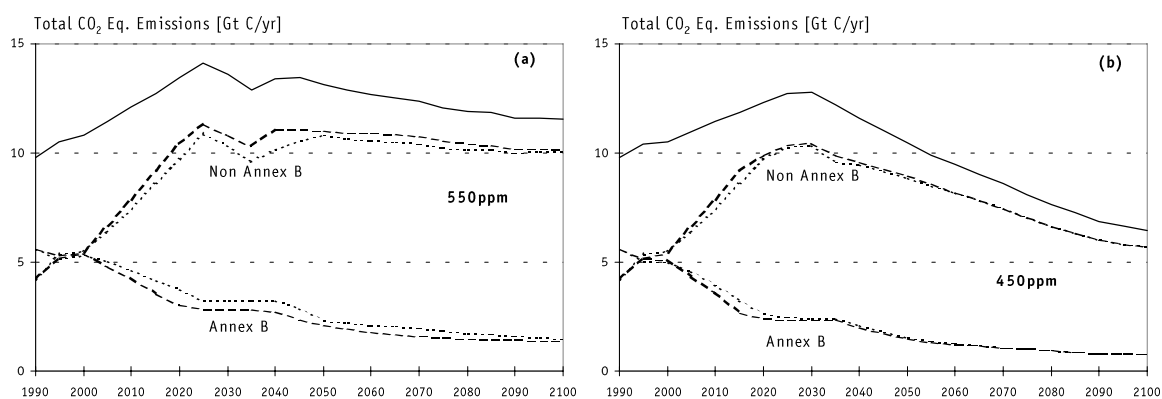 Total CO₂ Eq. Emissions [Gt C/yr]
15
(a)
10
Non Annex B
550ppm
5
Annex B
0
1990 2000 2010 2020 2030 2040 2050 2060 2070 2080 2090 2100
Total CO₂ Eq. Emissions [Gt C/yr]
15
(b)
10
Non Annex B
5
450ppm
Annex B
0
1990 2000 2010 2020 2030 2040 2050 2060 2070 2080 2090 2100